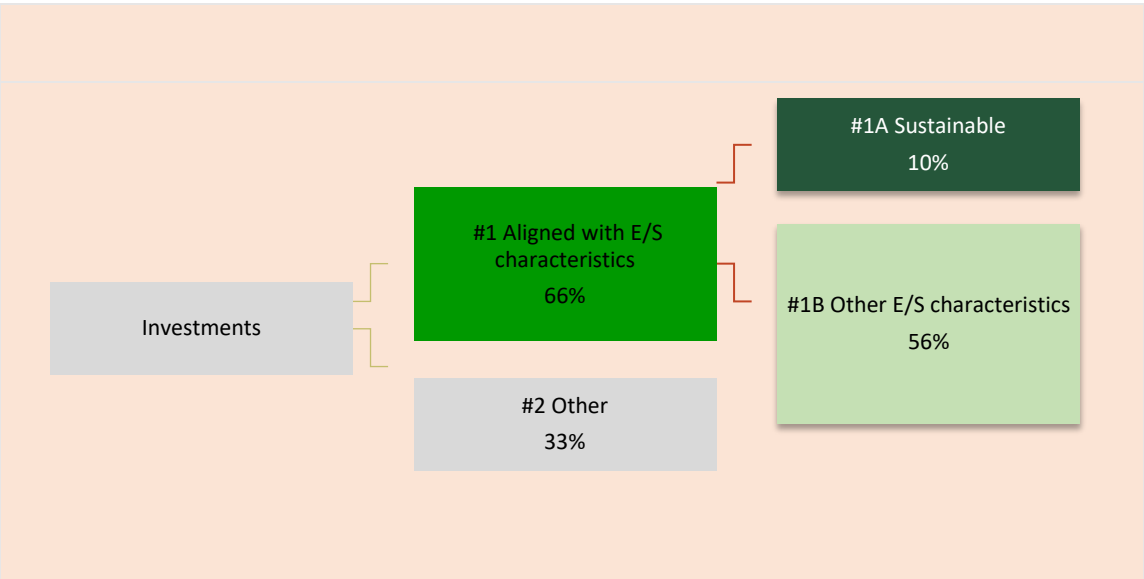 Investments
#1 Aligned with E/S
characteristics
66%
#2 Other
33%
#1A Sustainable
10%
#1B Other E/S characteristics
56%